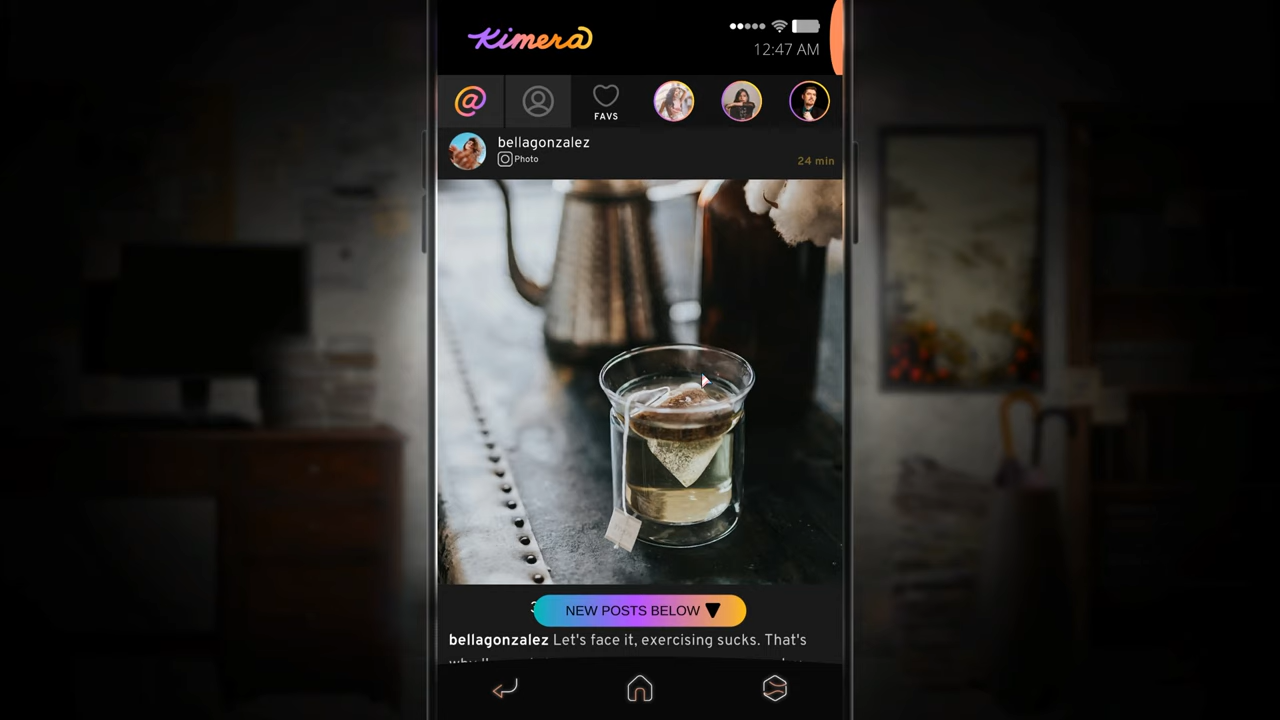 Kimera
12:47 AM
@
FAVS
bellagonzalez
Photo
24 min
NEW POSTS BELOW
bellagonzalez Let's face it, exercising sucks. That's